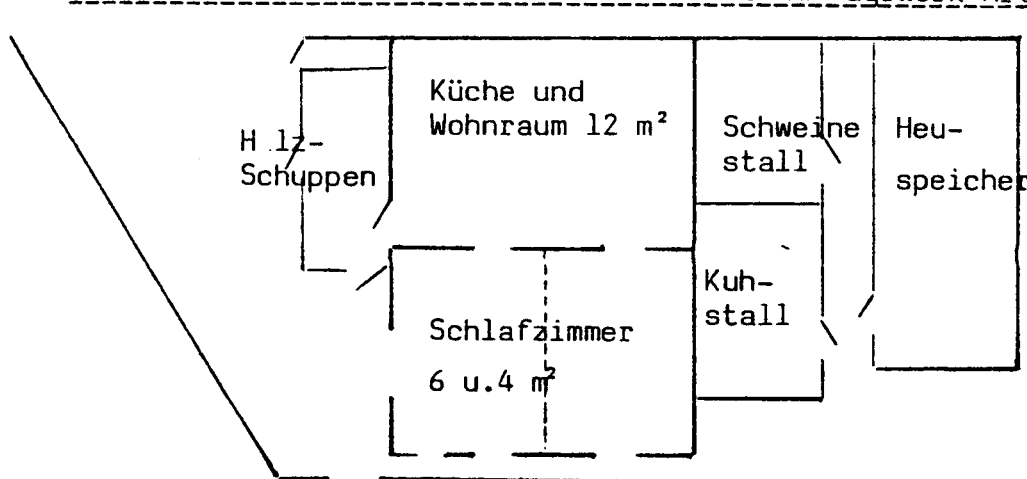 Küche und
Wohnraum 12 m²
H lz-
Schuppen
Schweine
stall
Heu-
speicher
Kuh-
stall
Schlafzimmer
6 u.4 m²